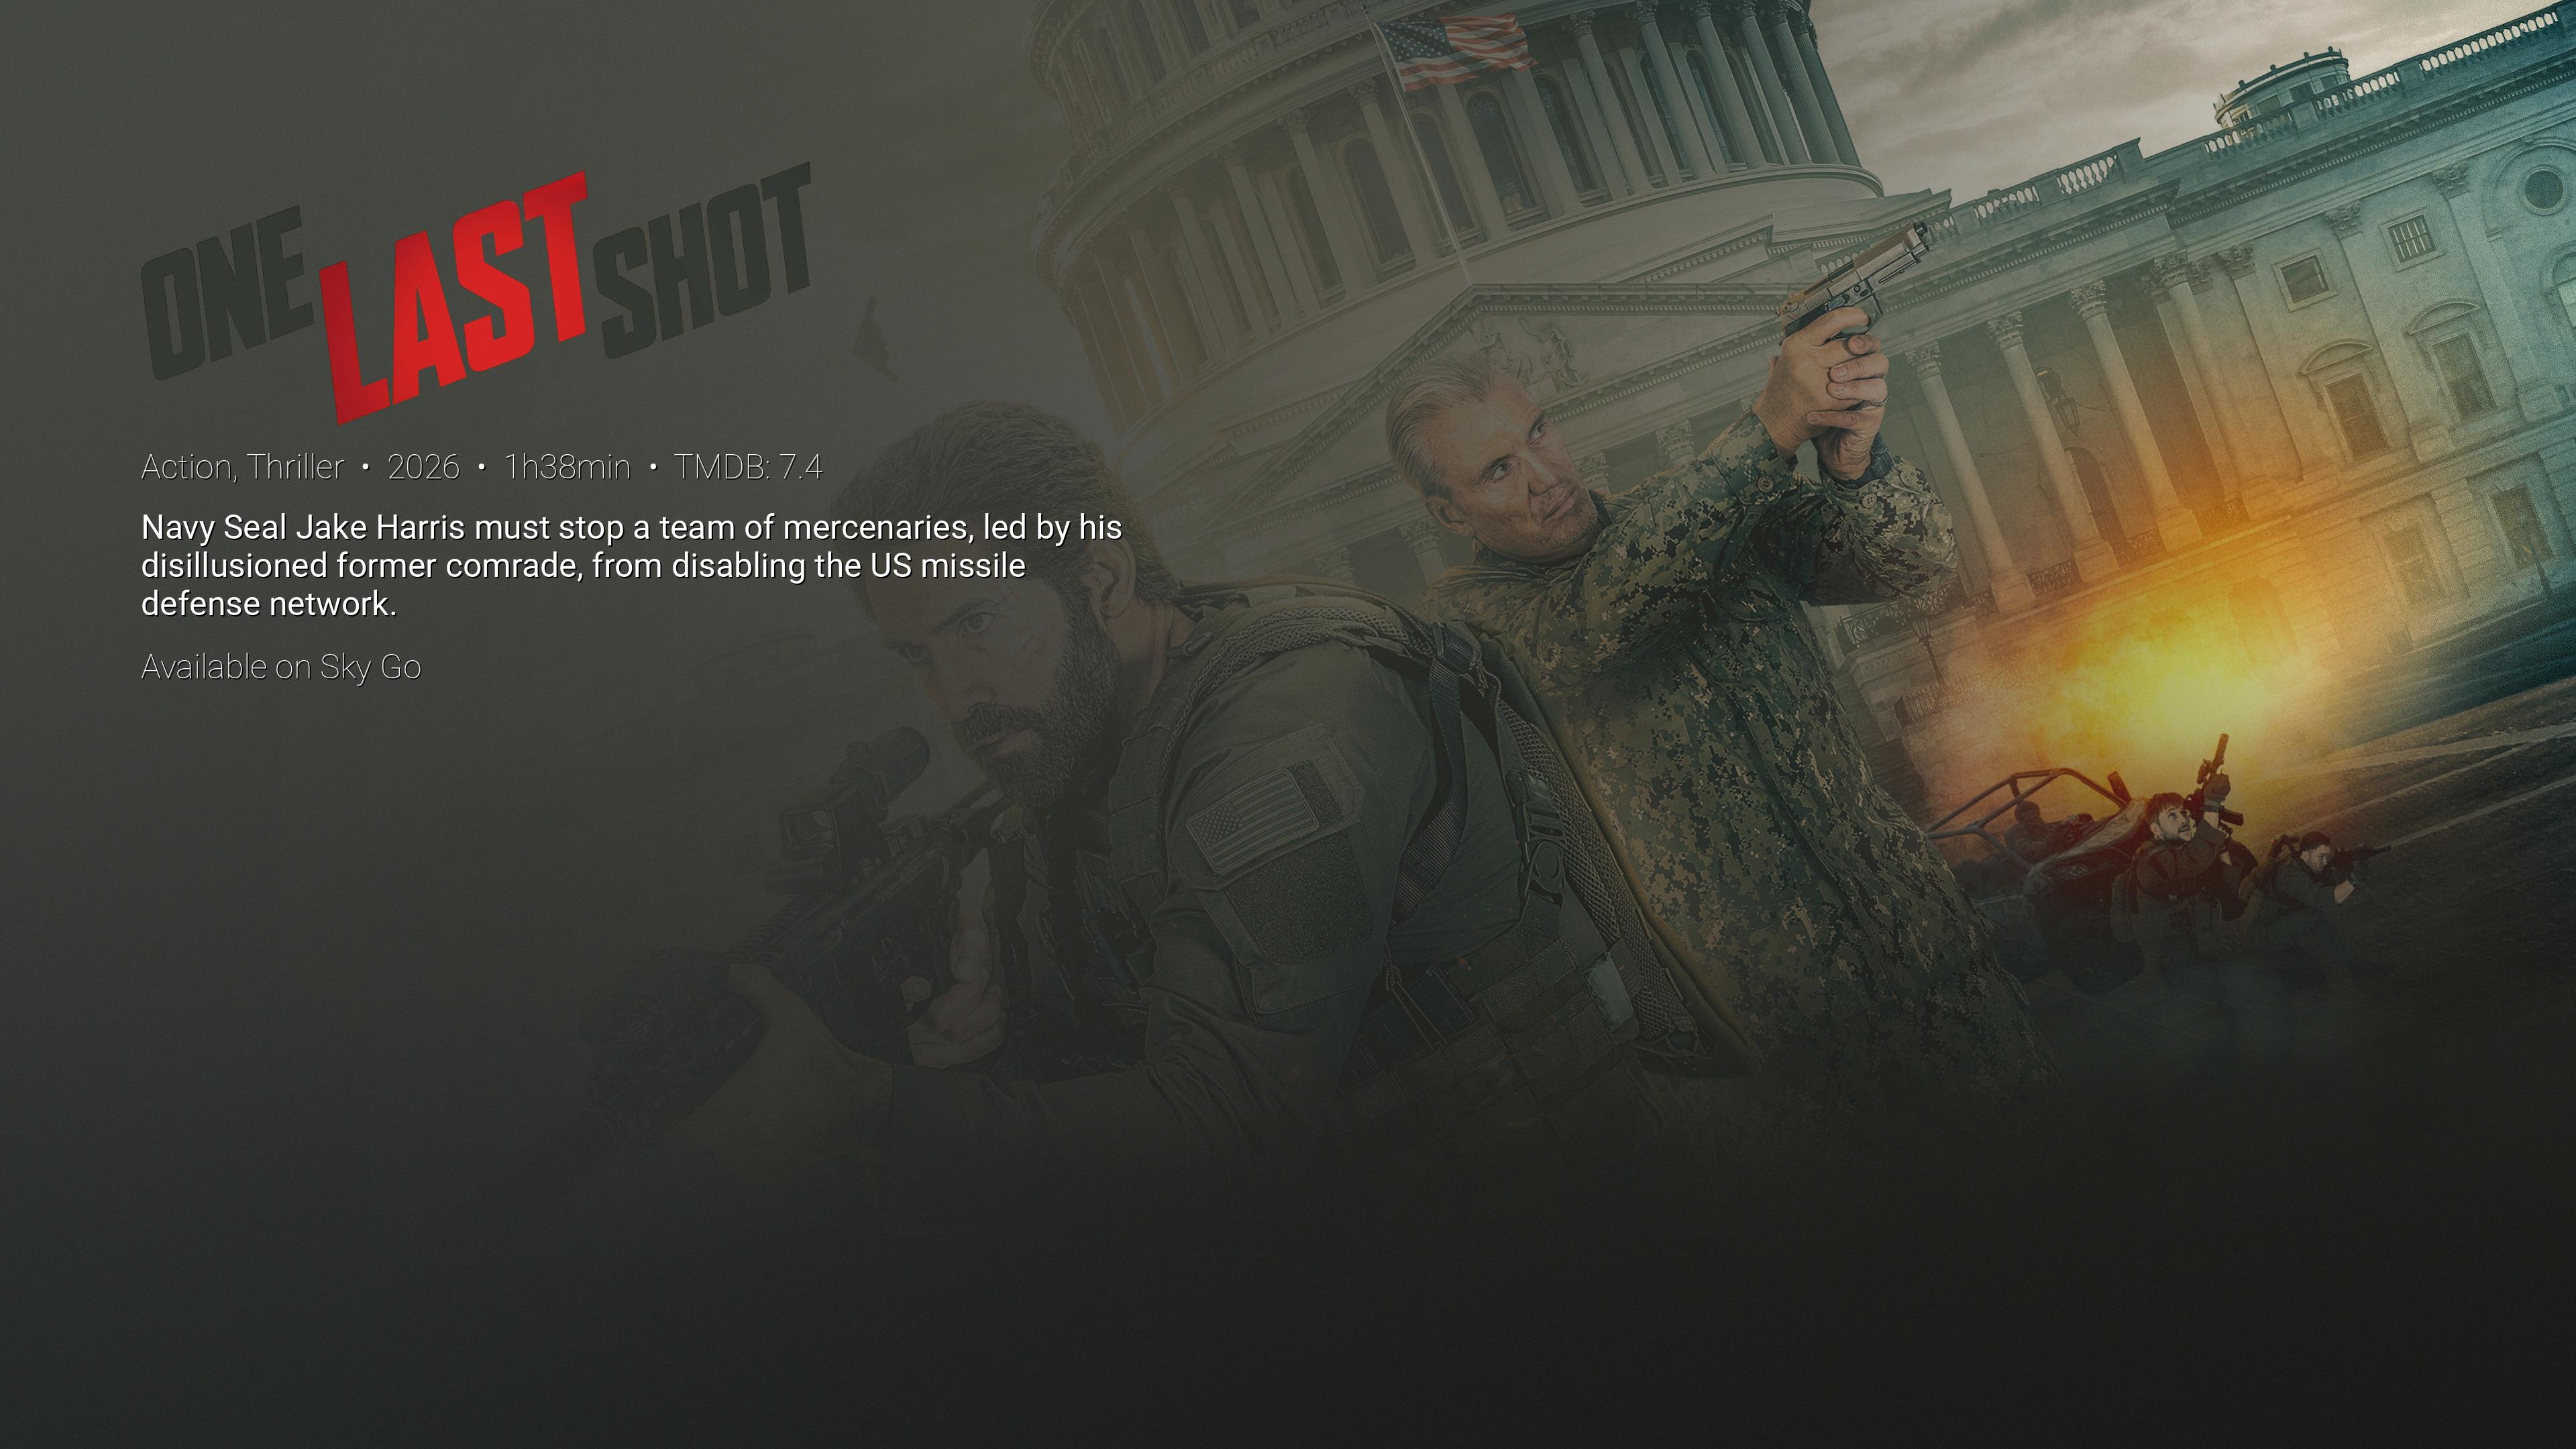 ONE LAST SHOT
Action, Thriller • 2026 • 1h38min • TMDB: 7.4
Navy Seal Jake Harris must stop a team of mercenaries, led by his
disillusioned former comrade, from disabling the US missile
defense network.
Available on Sky Go